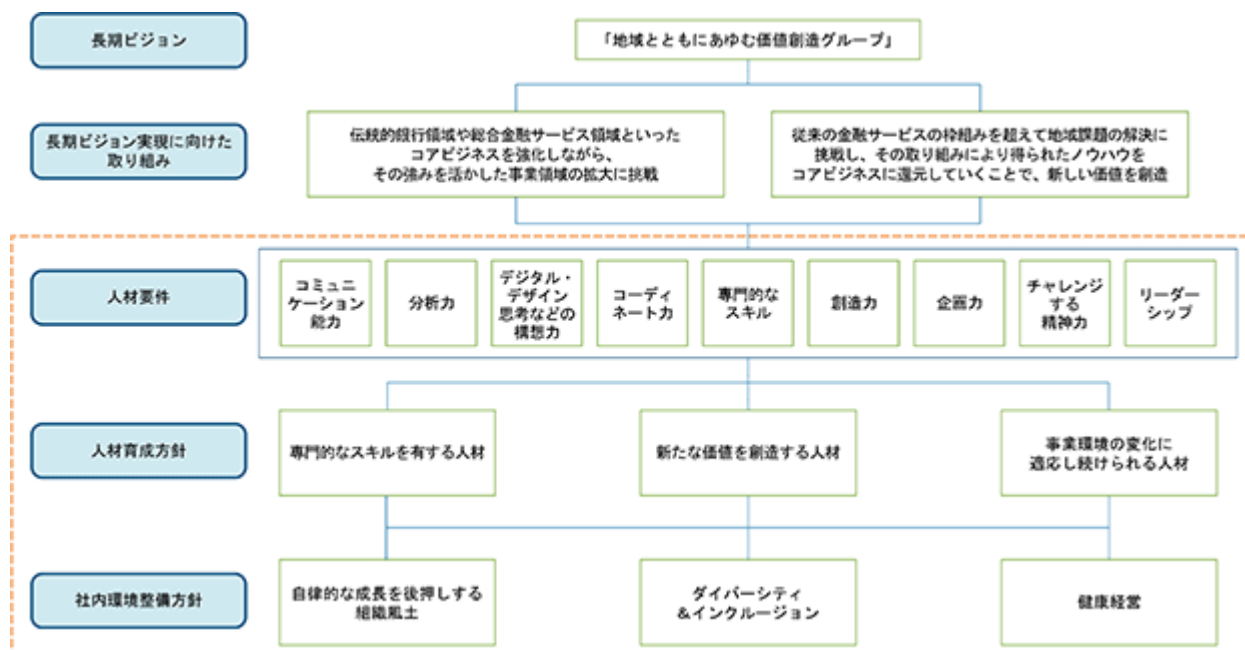 長期ビジョン
「地域とともにあゆむ価値創造グループ」
長期ビジョン実現に向けた
取り組み
伝統的銀行領域や総合金融サービス領域といった
コアビジネスを強化しながら、
その強みを活かした事業領域の拡大に挑戦
従来の金融サービスの枠組みを超えて地域課題の解決に
挑戦し、その取り組みにより得られたノウハウを
コアビジネスに還元していくことで、新しい価値を創造
人材要件
コミュニ
ケーション
能力
分析力
デジタル・
デザイン
思考などの
構想力
コーディ
ネート力
専門的な
スキル
創造力
企画力
チャレンジ
する
精神力
リーダー
シップ
人材育成方針
専門的なスキルを有する人材
新たな価値を創造する人材
事業環境の変化に
適応し続けられる人材
社内環境整備方針
自律的な成長を後押しする
組織風土
ダイバーシティ
&インクルージョン
健康経営